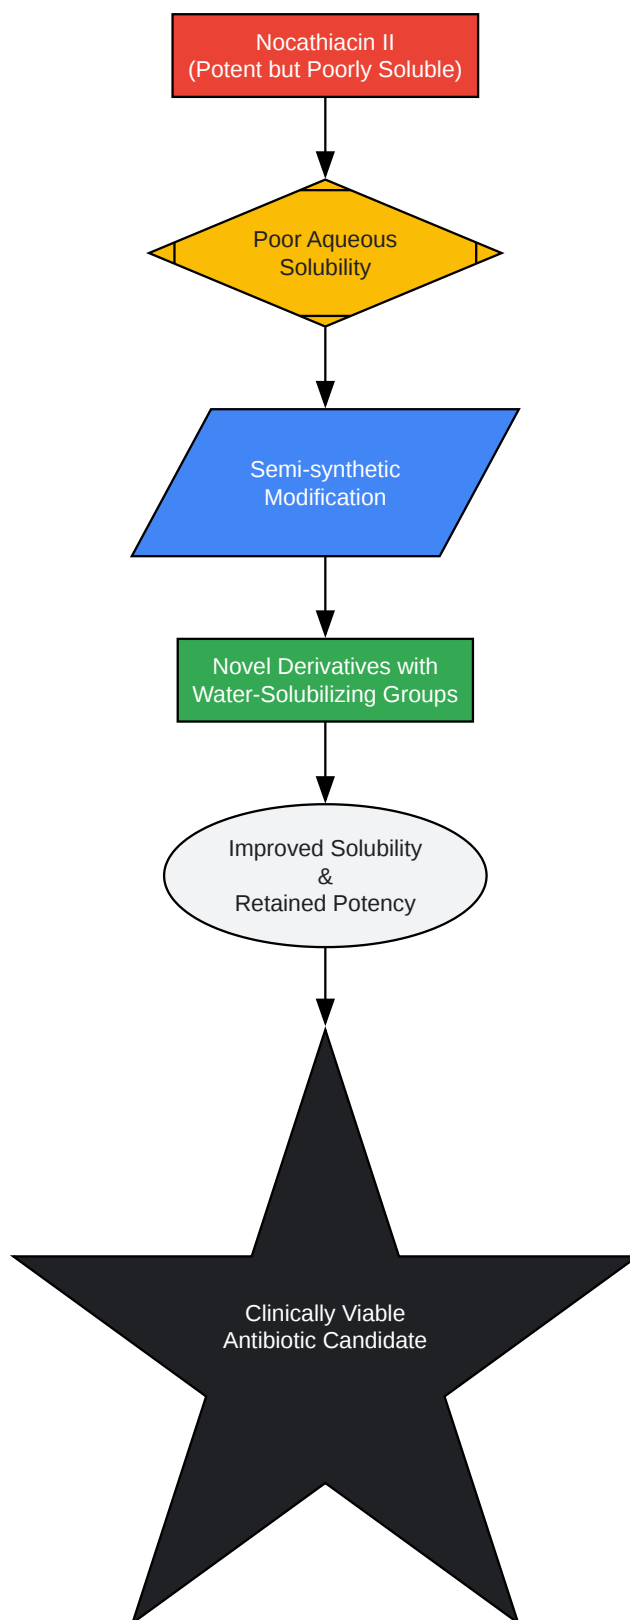 Nocathiacin II
(Potent but Poorly Soluble)
Poor Aqueous
Solubility
Semi-synthetic
Modification
Novel Derivatives with
Water-Solubilizing Groups
Improved Solubility
&
Retained Potency
Clinically Viable
Antibiotic Candidate